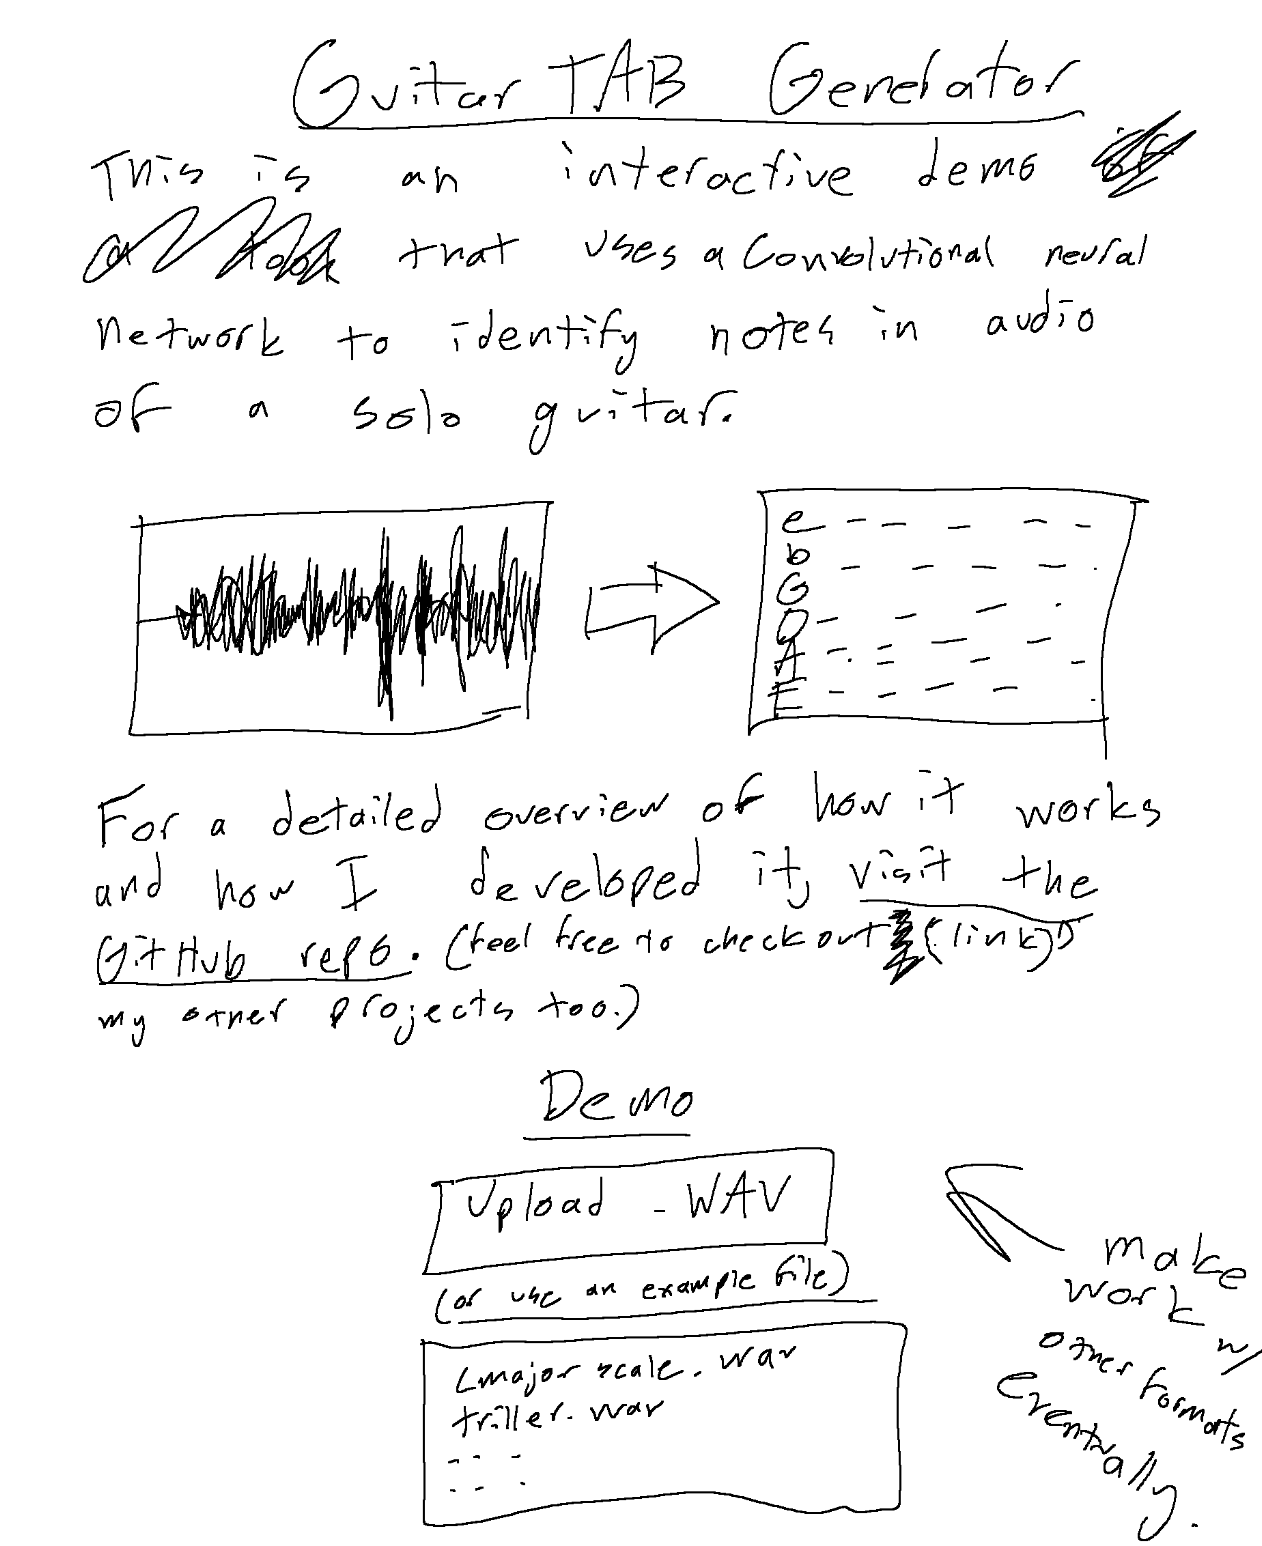 Guitar TAB Generator
This is an interactive demo
that uses a Convolutional neural
network to identify notes in audio
of a solo guitar.
e
b
G
D
A
E
For a detailed overview of how it works
and how I developed it, visit the
GitHub repo. (feel free to check out (link)
my other projects too.)
Demo
Upload .WAV
(or use an example file)
Cmajor scale.wav
triller.wav
make
work w/
other formats
eventually.